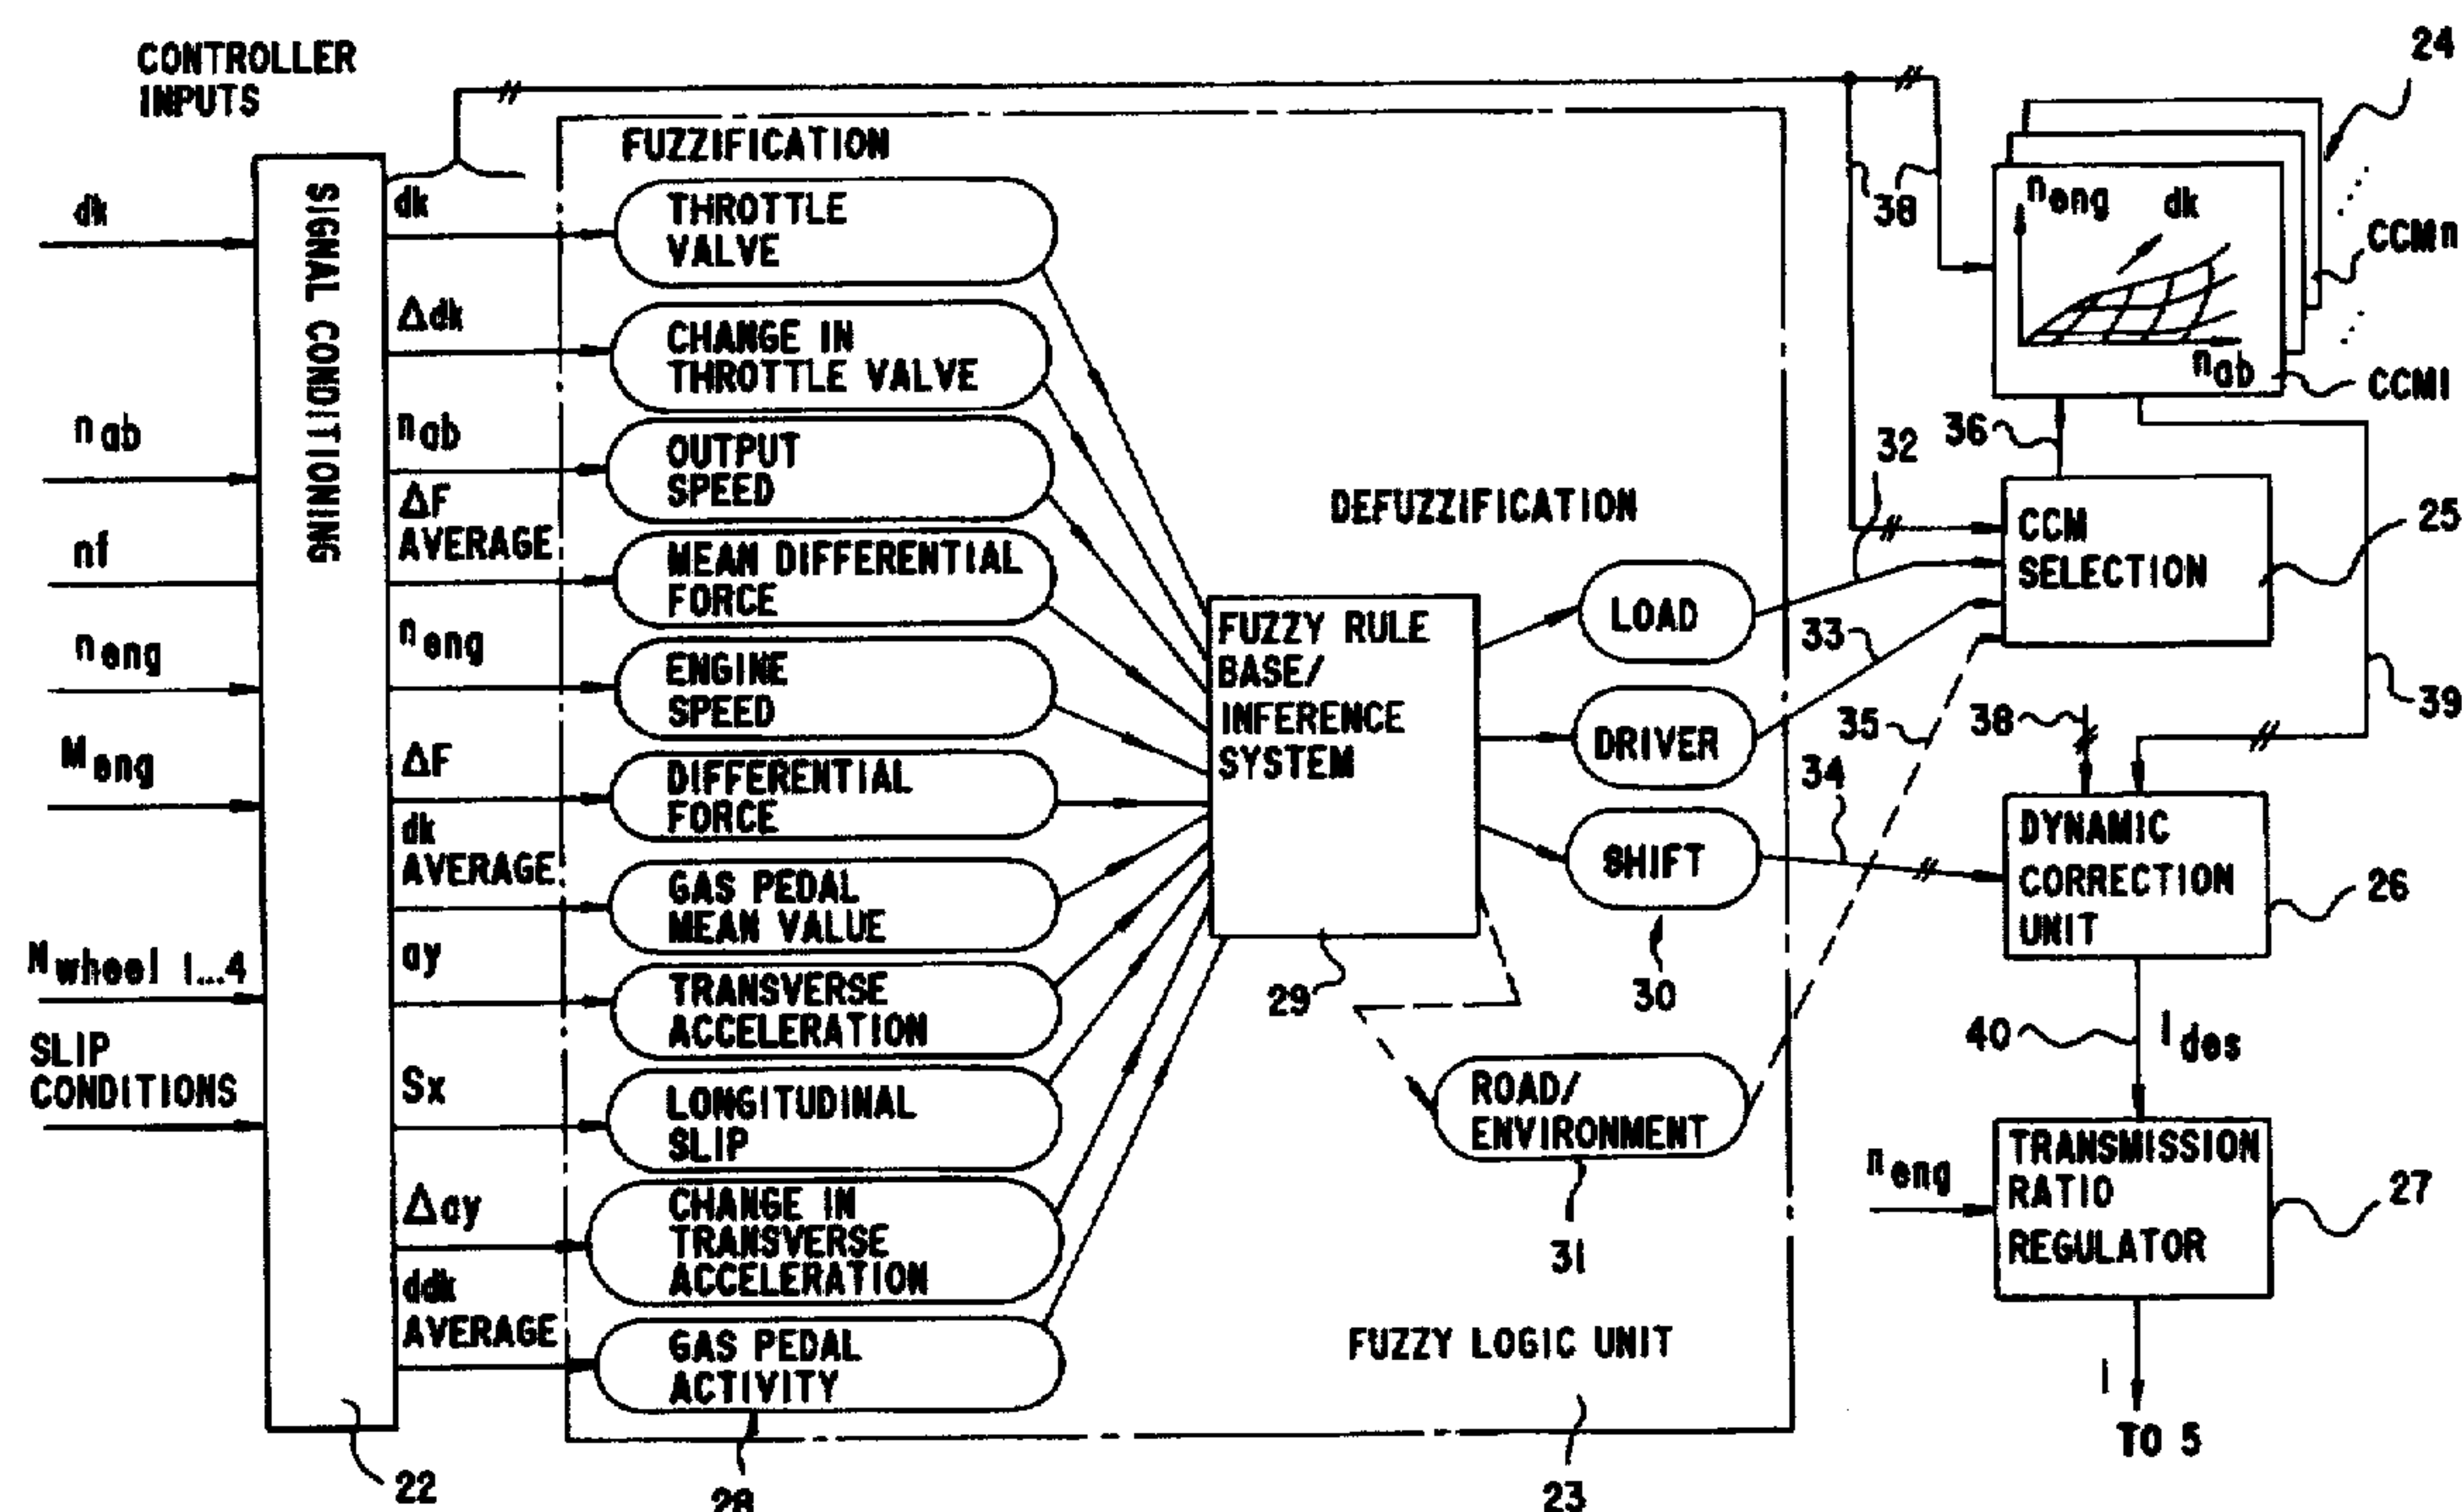 CONTROLLER
INPUTS
dk
n ab
nf
n eng
M eng
M wheel 1...4
SLIP
CONDITIONS
SIGNAL CONDITIONING
22
dk
Δdk
n ab
ΔF
AVERAGE
n eng
ΔF
dk
AVERAGE
ay
Sx
Δay
ddk
AVERAGE
FUZZIFICATION
THROTTLE
VALVE
CHANGE IN
THROTTLE VALVE
OUTPUT
SPEED
MEAN DIFFERENTIAL
FORCE
ENGINE
SPEED
DIFFERENTIAL
FORCE
GAS PEDAL
MEAN VALUE
TRANSVERSE
ACCELERATION
LONGITUDINAL
SLIP
CHANGE IN
TRANSVERSE
ACCELERATION
GAS PEDAL
ACTIVITY
28
FUZZY RULE
BASE/
INFERENCE
SYSTEM
29
DEFUZZIFICATION
LOAD
DRIVER
SHIFT
30
ROAD/
ENVIRONMENT
31
FUZZY LOGIC UNIT
23
38
32
33
35
34
24
n eng
dk
n ab
CCMn
CCM1
36
CCM
SELECTION
25
39
38
DYNAMIC
CORRECTION
UNIT
26
40
i des
n eng
TRANSMISSION
RATIO
REGULATOR
27
i
TO 5